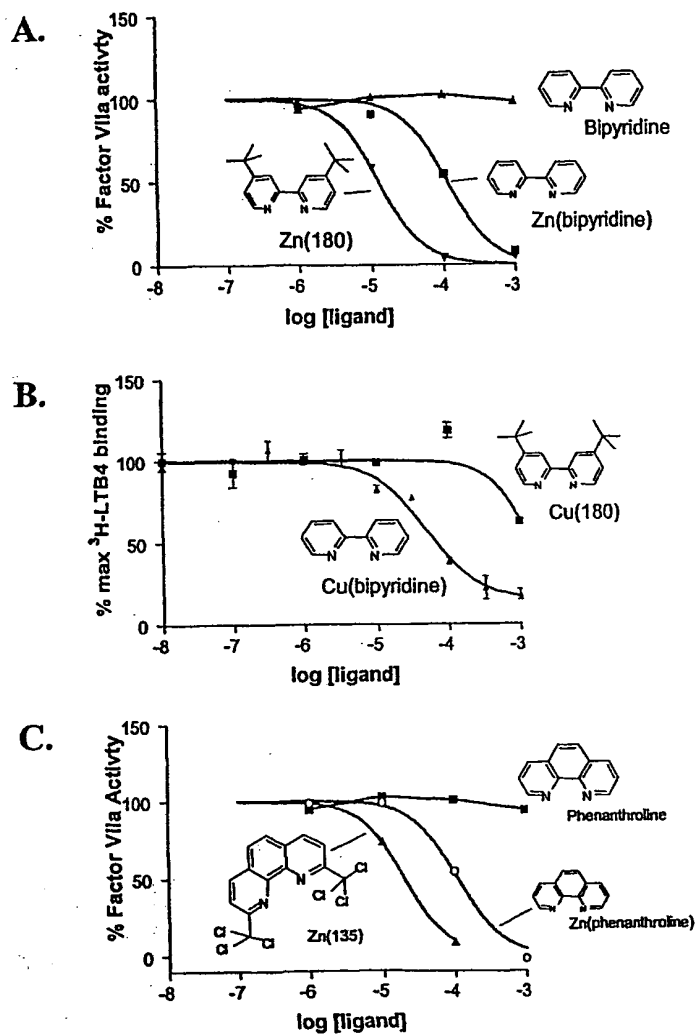 A.
% Factor VIIa activty
150
100
50
0
-8 -7 -6 -5 -4 -3
log [ligand]
N N
Bipyridine
N N
Zn(180)
N N
Zn(bipyridine)
B.
% max ³H-LTB4 binding
150
100
50
0
-8 -7 -6 -5 -4 -3
log [ligand]
N N
Cu(180)
N N
Cu(bipyridine)
C.
% Factor VIIa Activty
150
100
50
0
-8 -7 -6 -5 -4 -3
log [ligand]
N N
Phenanthroline
N N
Cl Cl Cl
Cl Cl Cl
Zn(135)
N N
Zn(phenanthroline)